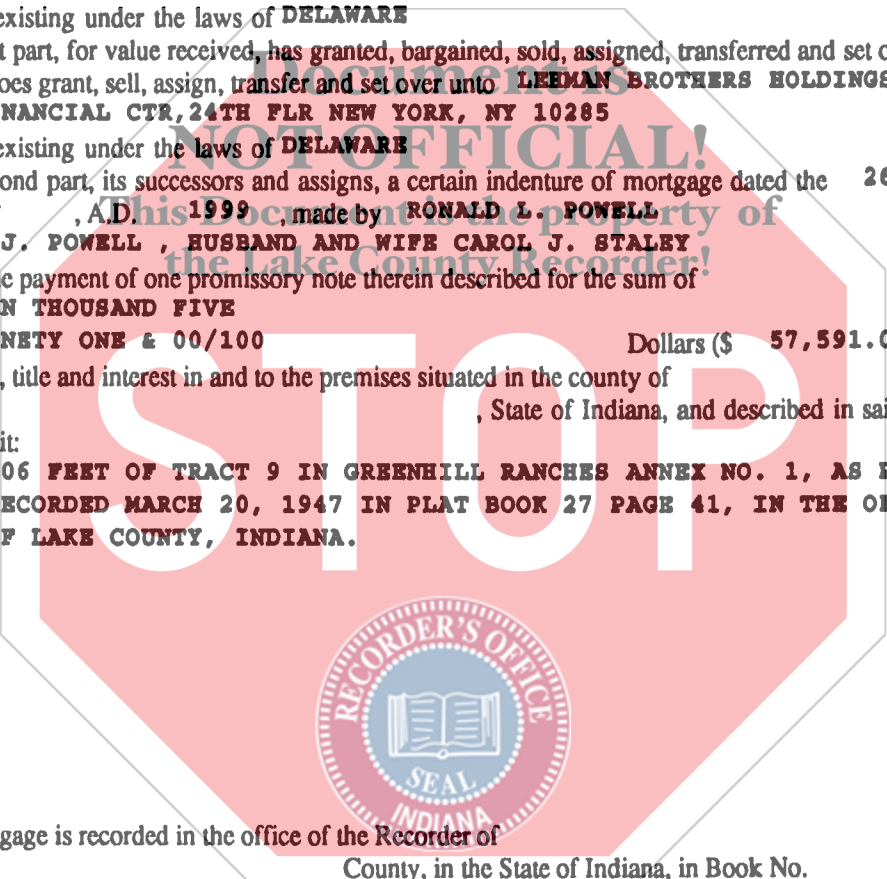 existing under the laws of DELAWARE
t part, for value received, has granted, bargained, sold, assigned, transferred and set o
oes grant, sell, assign, transfer and set over unto LEHMAN BROTHERS HOLDINGS
NANCIAL CTR,24TH FLR NEW YORK, NY 10285
existing under the laws of DELAWARE
ond part, its successors and assigns, a certain indenture of mortgage dated the 26
, A.D. 1999 , made by RONALD L. POWELL
J. POWELL , HUSBAND AND WIFE CAROL J. STALEY
e payment of one promissory note therein described for the sum of
N THOUSAND FIVE
NETY ONE & 00/100 Dollars ($ 57,591.0
, title and interest in and to the premises situated in the county of
, State of Indiana, and described in sai
it:
06 FEET OF TRACT 9 IN GREENHILL RANCHES ANNEX NO. 1, AS
ECORDED MARCH 20, 1947 IN PLAT BOOK 27 PAGE 41, IN THE
F LAKE COUNTY, INDIANA.
gage is recorded in the office of the Recorder of
County, in the State of Indiana, in Book No.
Document is
NOT OFFICIAL!
This Document is the property of
the Lake County Recorder!
STOP
RECORDER'S OFFICE
SEAL
INDIANA